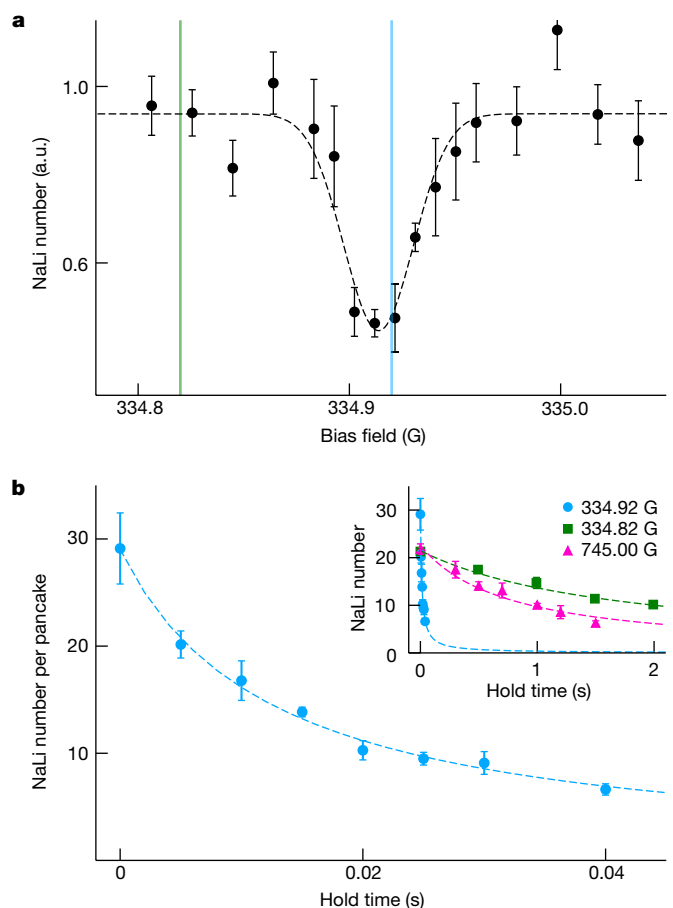 a
1.0
0.6
NaLi number (a.u.)
334.8
334.9
335.0
Bias field (G)
b
30
20
10
NaLi number per pancake
0
0.02
0.04
Hold time (s)
30
20
10
0
NaLi number
0
1
2
Hold time (s)
334.92 G
334.82 G
745.00 G